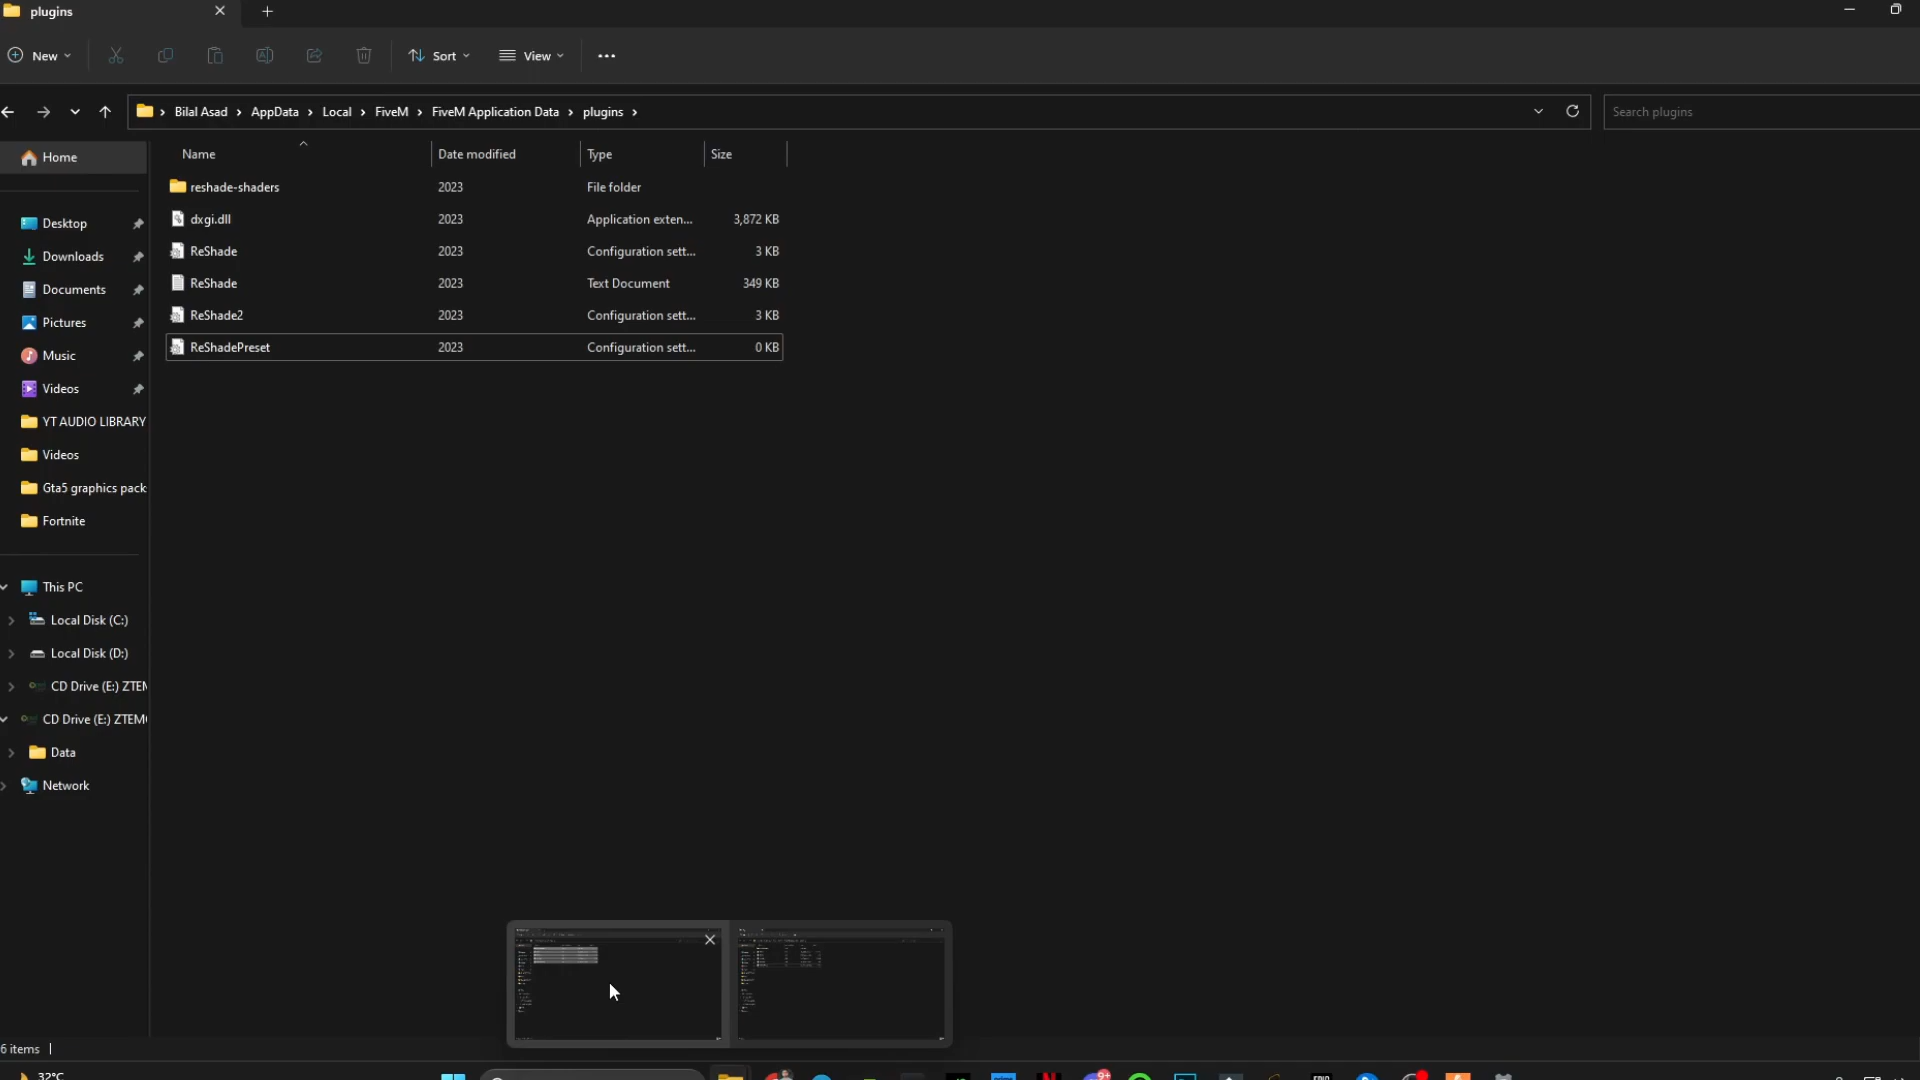 plugins
New
Sort
View
Bilal Asad > AppData > Local > FiveM > FiveM Application Data > plugins >
Search plugins
Name
Date modified
Type
Size
reshade-shaders 2023 File folder
dxgi.dll 2023 Application exten... 3,872 KB
ReShade 2023 Configuration sett... 3 KB
ReShade 2023 Text Document 349 KB
ReShade2 2023 Configuration sett... 3 KB
ReShadePreset 2023 Configuration sett... 0 KB
Home
Desktop
Downloads
Documents
Pictures
Music
Videos
YT AUDIO LIBRARY
Videos
Gta5 graphics pack
Fortnite
This PC
Local Disk (C:)
Local Disk (D:)
CD Drive (E:) ZTEM
CD Drive (E:) ZTEM
Data
Network
6 items
32°C
9+